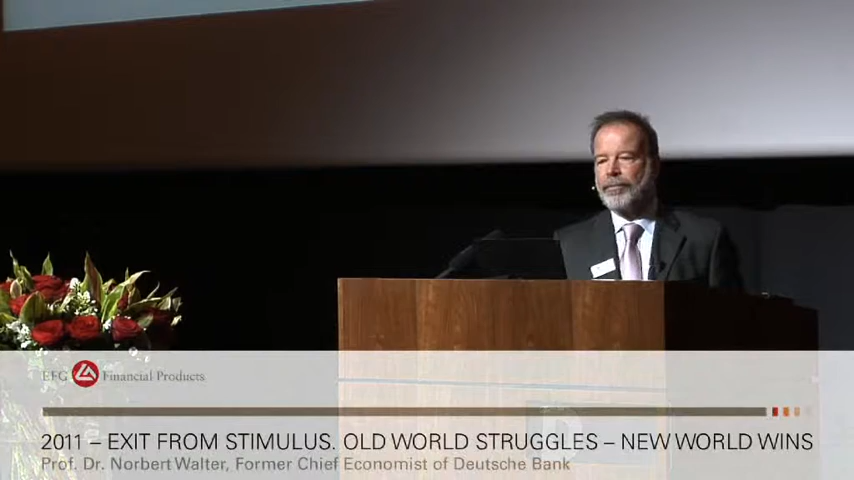 EFG Financial Products
2011 – EXIT FROM STIMULUS. OLD WORLD STRUGGLES – NEW WORLD WINS
Prof. Dr. Norbert Walter, Former Chief Economist of Deutsche Bank